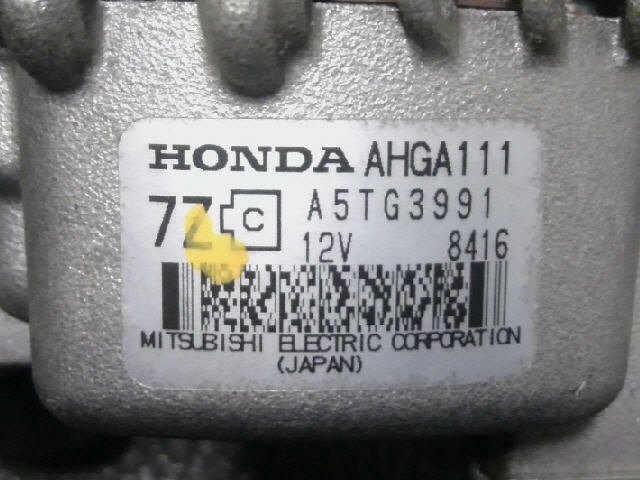 HONDA AHGA111
7Z C A5TG3991
12V 8416
MITSUBISHI ELECTRIC CORPORATION
(JAPAN)